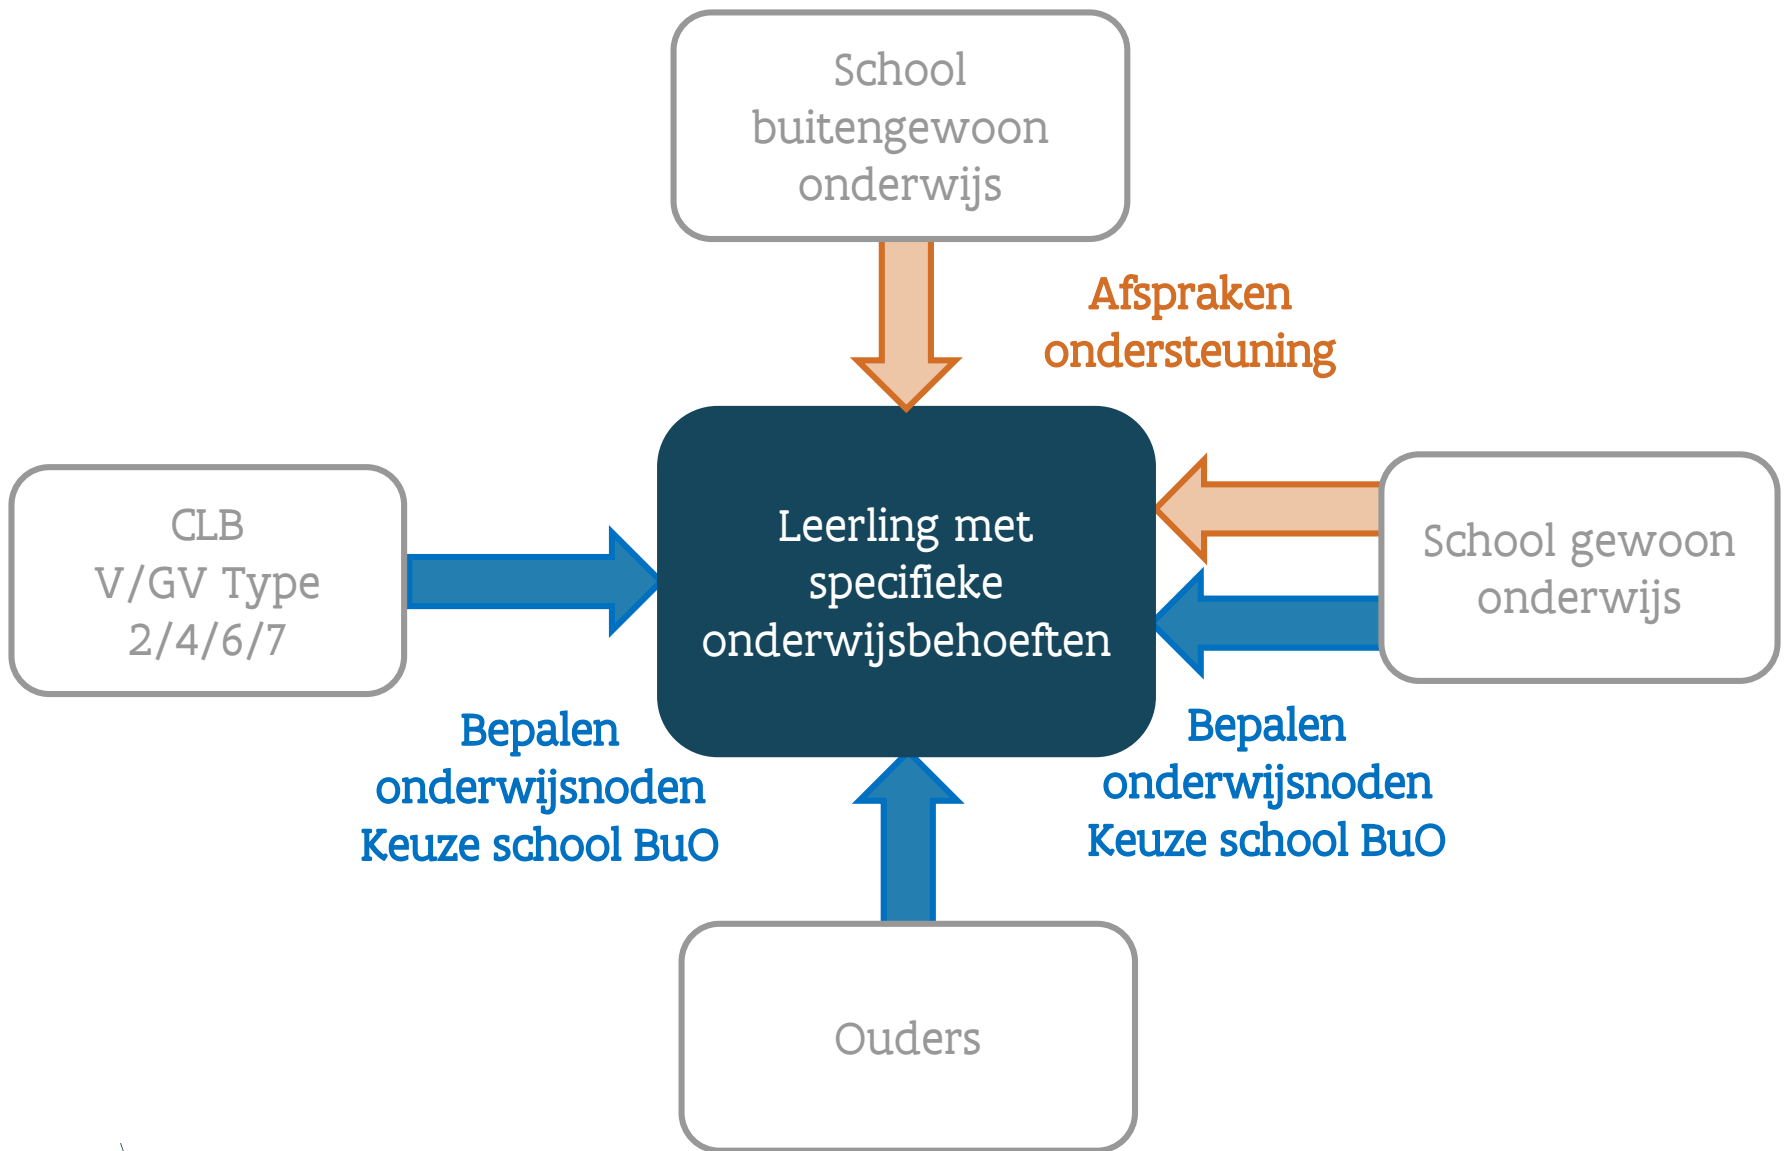 School
buitengewoon
onderwijs
Afspraken
ondersteuning
CLB
V/GV Type
2/4/6/7
Leerling met
specifieke
onderwijsbehoeften
School gewoon
onderwijs
Bepalen
onderwijsnoden
Keuze school BuO
Bepalen
onderwijsnoden
Keuze school BuO
Ouders
\